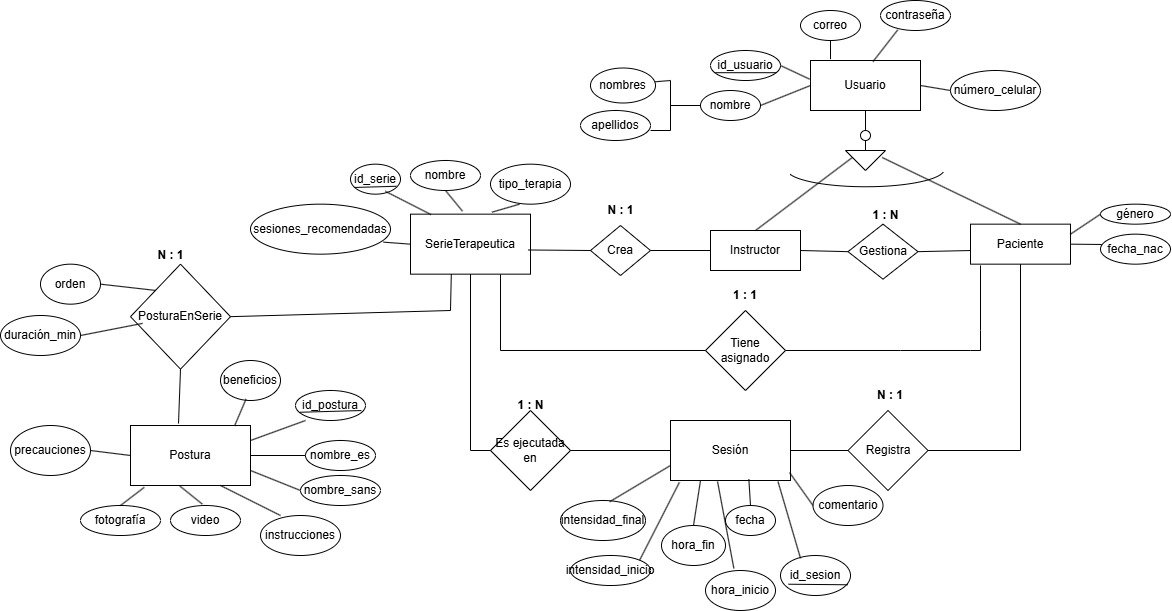 contraseña
correo
id_usuario
Usuario
nombres
número_celular
nombre
apellidos
nombre
id_serie
tipo_terapia
N : 1
1 : N
género
sesiones_recomendadas
SerieTerapeutica
Crea
Instructor
Gestiona
Paciente
fecha_nac
N : 1
orden
1 : 1
PosturaEnSerie
duración_min
Tiene
asignado
beneficios
id_postura
1 : N
N : 1
precauciones
Postura
nombre_es
Es ejecutada
en
Sesión
Registra
nombre_sans
fotografía
video
instrucciones
intensidad_final
fecha
comentario
hora_fin
intensidad_inicio
hora_inicio
id_sesion